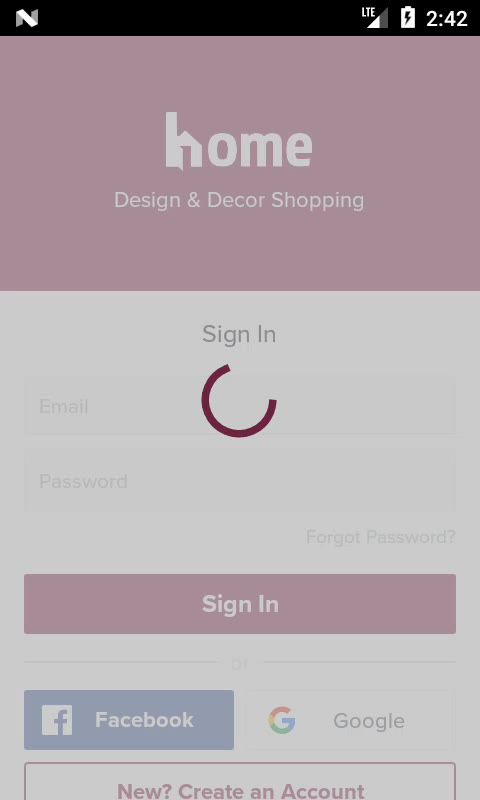 LTE 2:42
home
Design & Decor Shopping
Sign In
Email
Password
Forgot Password?
Sign In
or
Facebook
Google
New? Create an Account